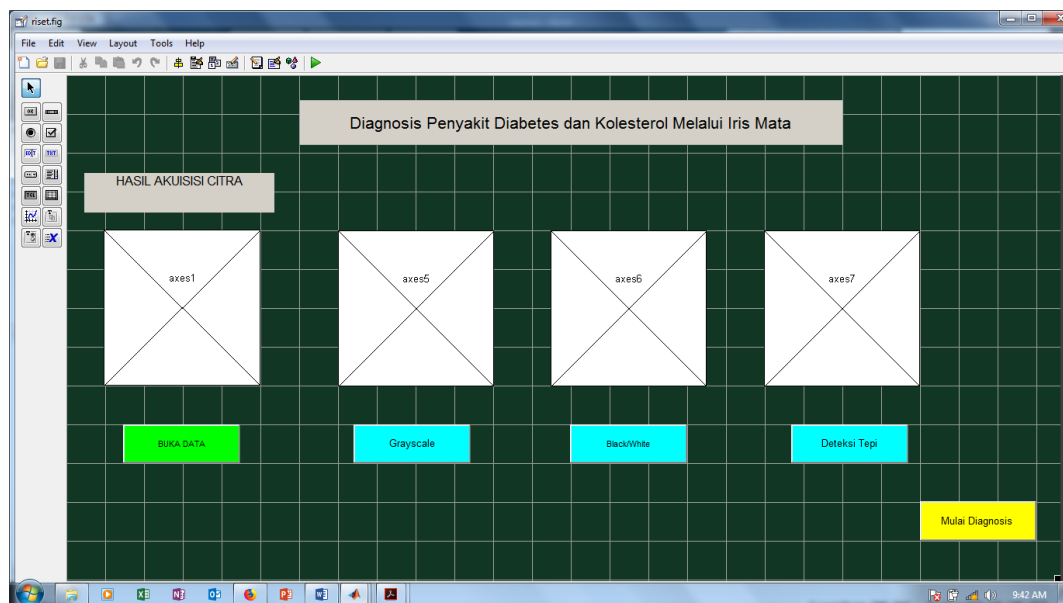 riset.fig
File Edit View Layout Tools Help
Diagnosis Penyakit Diabetes dan Kolesterol Melalui Iris Mata
HASIL AKUISISI CITRA
axes1
axes5
axes6
axes7
BUKA DATA
Grayscale
Black/White
Deteksi Tepi
Mulai Diagnosis
9:42 AM